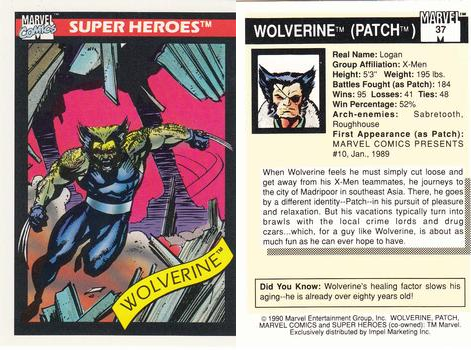 MARVEL
COMICS
SUPER HEROES™
WOLVERINE™
WOLVERINE™ (PATCH™)
MARVEL™
37
Real Name: Logan
Group Affiliation: X-Men
Height: 5'3" Weight: 195 lbs.
Battles Fought (as Patch): 184
Wins: 95 Losses: 41 Ties: 48
Win Percentage: 52%
Arch-enemies: Sabretooth,
Roughhouse
First Appearance (as Patch):
MARVEL COMICS PRESENTS
#10, Jan., 1989
When Wolverine feels he must simply cut loose and
get away from his X-Men teammates, he journeys to
the city of Madripoor in southeast Asia. There, he goes
by a different identity--Patch--in his pursuit of pleasure
and relaxation. But his vacations typically turn into
brawls with the local crime lords and drug
czars...which, for a guy like Wolverine, is about as
much fun as he can ever hope to have.
Did You Know: Wolverine's healing factor slows his
aging--he is already over eighty years old!
© 1990 Marvel Entertainment Group, Inc. WOLVERINE, PATCH,
MARVEL COMICS and SUPER HEROES (co-owned): TM Marvel.
Exclusively distributed by Impel Marketing Inc.